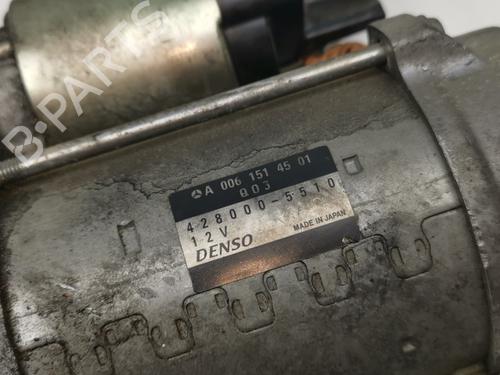 B-PARTS
A 006 151 45 01
Q03
428000-5510
12V
MADE IN JAPAN
DENSO